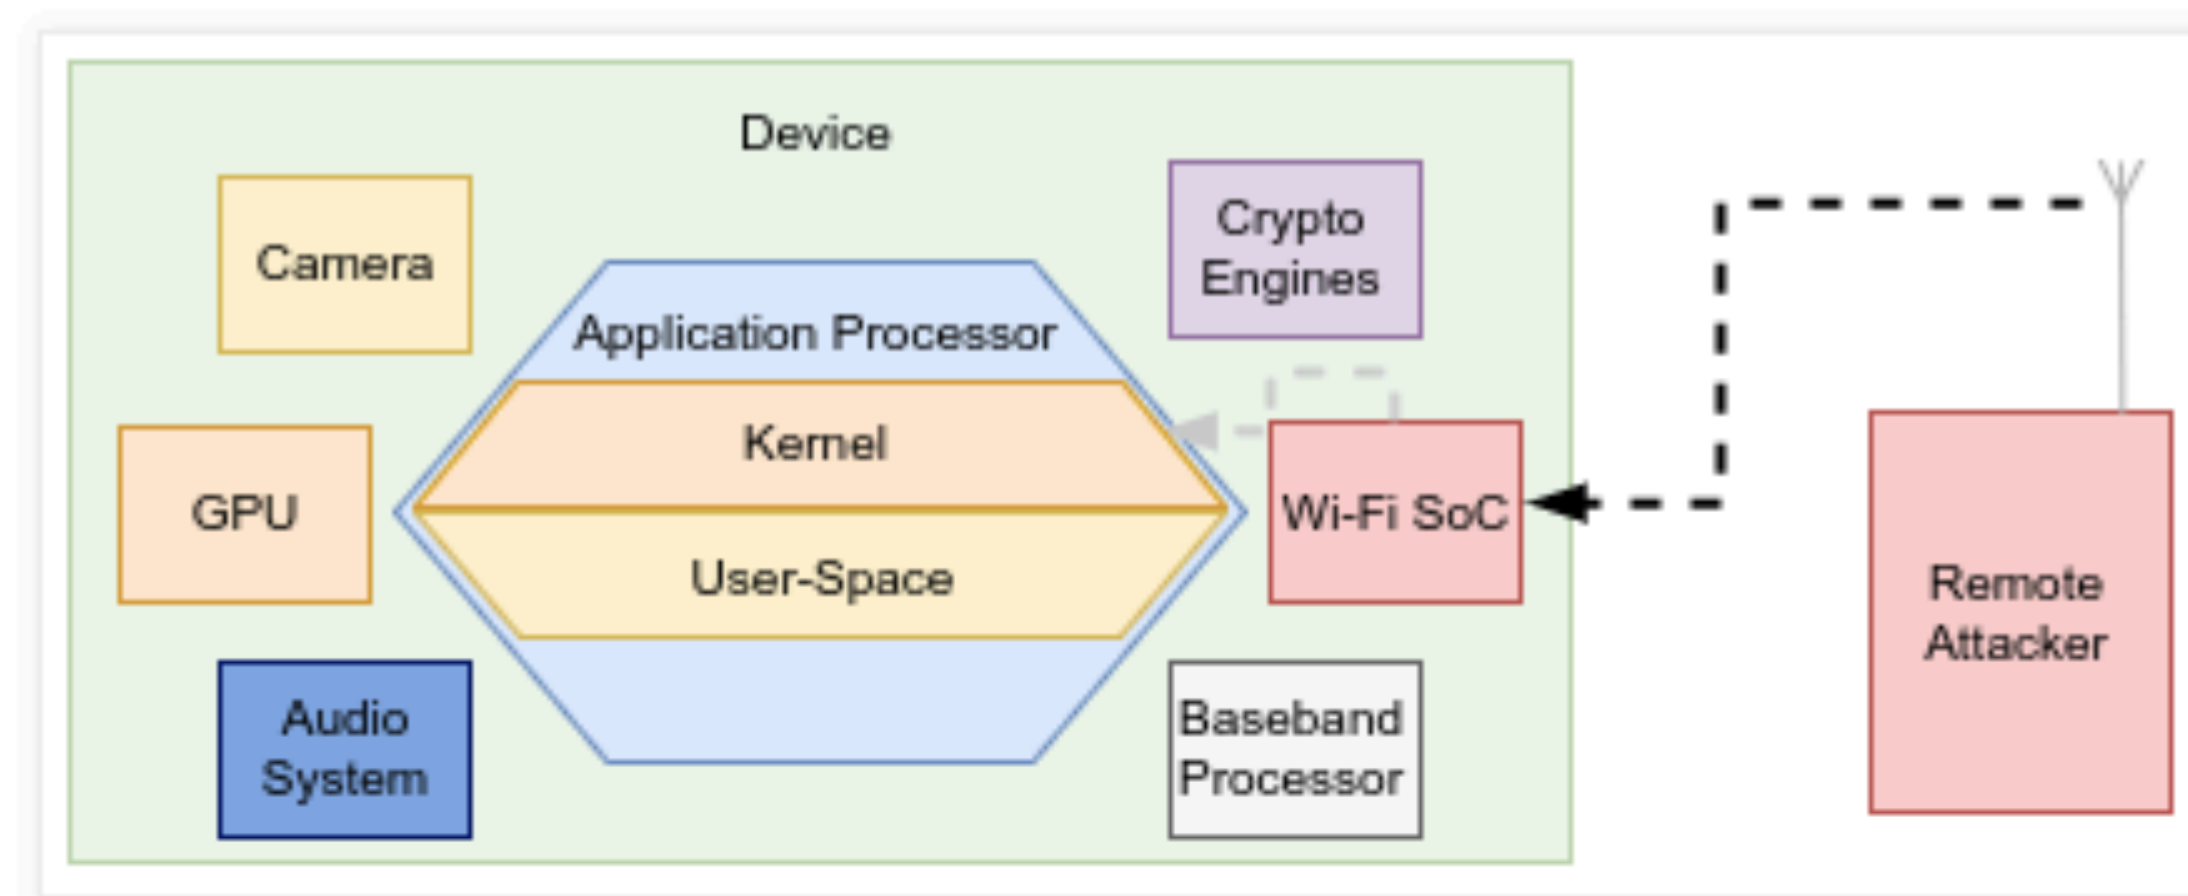 Device
Camera
Crypto
Engines
Application Processor
Kernel
GPU
Wi-Fi SoC
User-Space
Remote
Attacker
Audio
System
Baseband
Processor